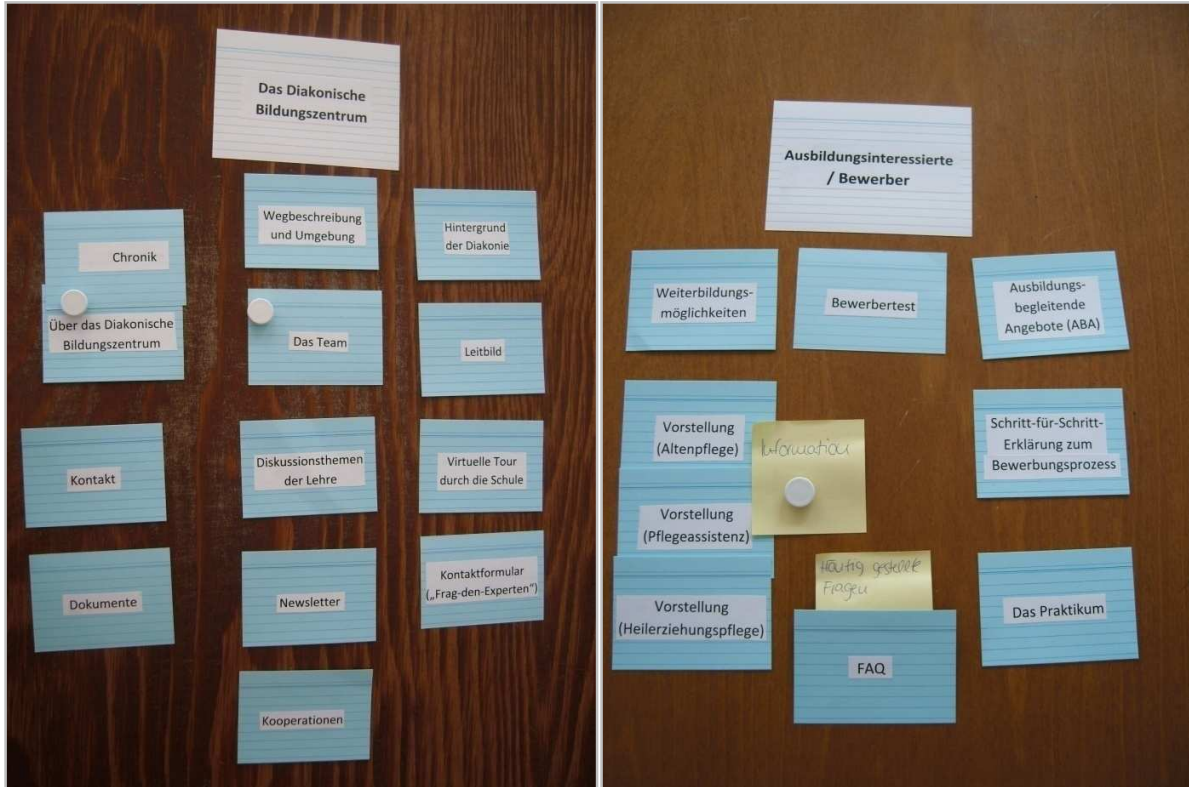 Das Diakonische
Bildungszentrum
Wegbeschreibung
und Umgebung
Hintergrund
der Diakonie
Chronik
Über das Diakonische
Bildungszentrum
Das Team
Leitbild
Kontakt
Diskussionsthemen
der Lehre
Virtuelle Tour
durch die Schule
Dokumente
Newsletter
Kontaktformular
(„Frag-den-Experten")
Kooperationen
Ausbildungsinteressierte
/ Bewerber
Weiterbildungs-
möglichkeiten
Bewerbertest
Ausbildungs-
begleitende
Angebote (ABA)
Vorstellung
(Altenpflege)
Information
Schritt-für-Schritt-
Erklärung zum
Bewerbungsprozess
Vorstellung
(Pflegeassistenz)
Häufig gestellte
Fragen
Vorstellung
(Heilerziehungspflege)
FAQ
Das Praktikum